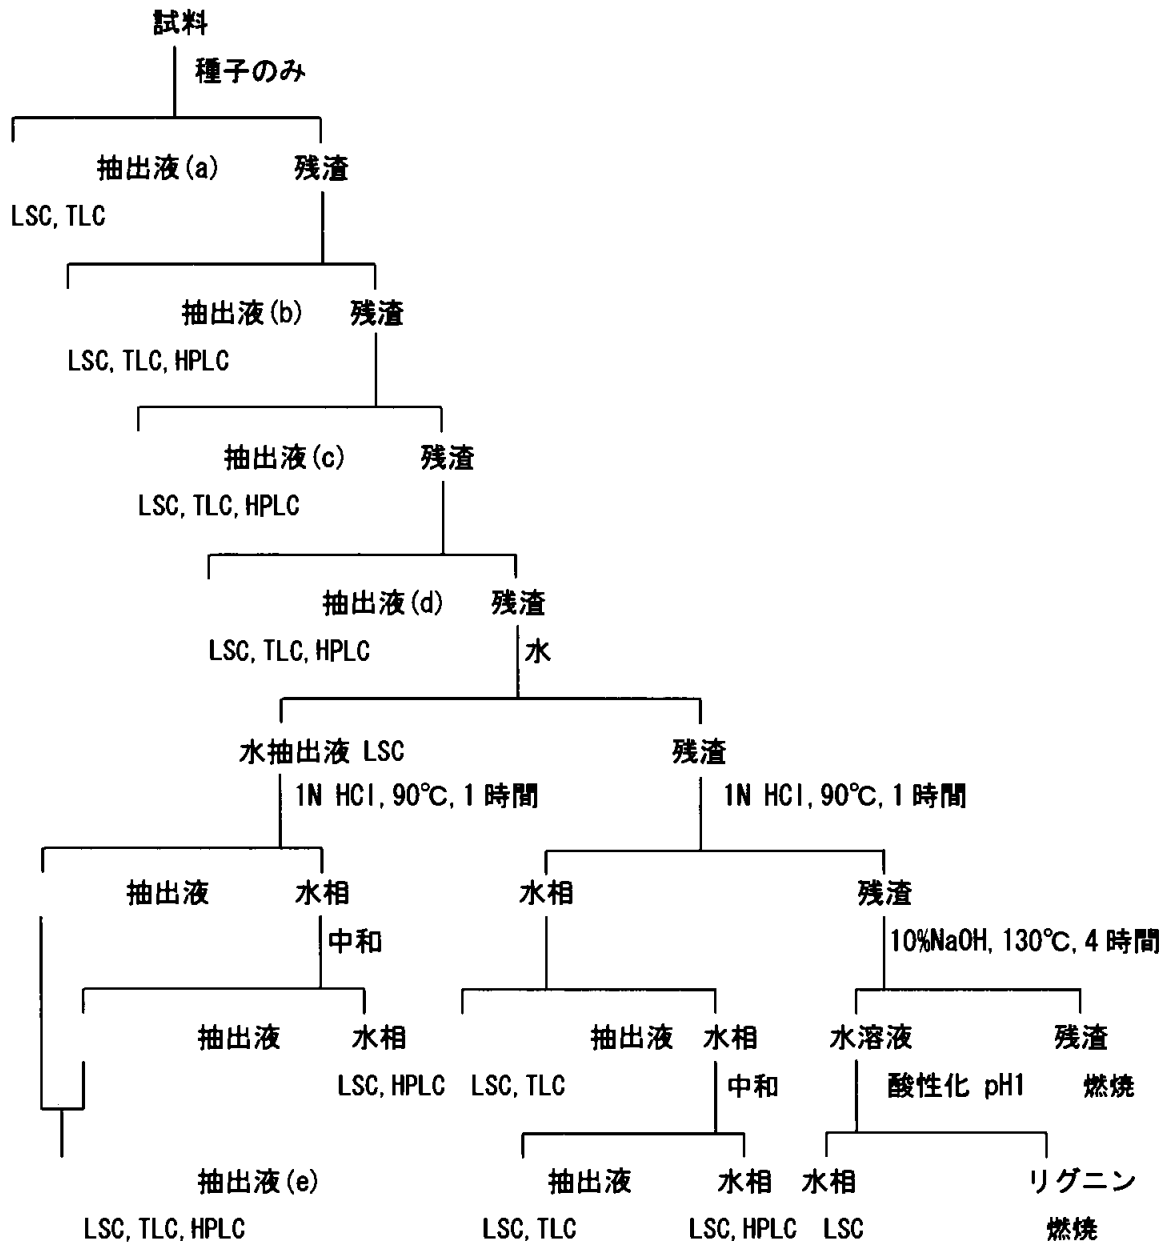 試料
種子のみ
抽出液(a) 残渣
LSC, TLC
抽出液(b) 残渣
LSC, TLC, HPLC
抽出液(c) 残渣
LSC, TLC, HPLC
抽出液(d) 残渣
LSC, TLC, HPLC 水
水抽出液 LSC 残渣
1N HCl, 90℃, 1時間 1N HCl, 90℃, 1時間
抽出液 水相 水相 残渣
中和 10%NaOH, 130℃, 4時間
抽出液 水相 抽出液 水相 水溶液 残渣
LSC, HPLC LSC, TLC 中和 酸性化 pH1 燃焼
抽出液(e) 抽出液 水相 水相 リグニン
LSC, TLC, HPLC LSC, TLC LSC, HPLC LSC 燃焼